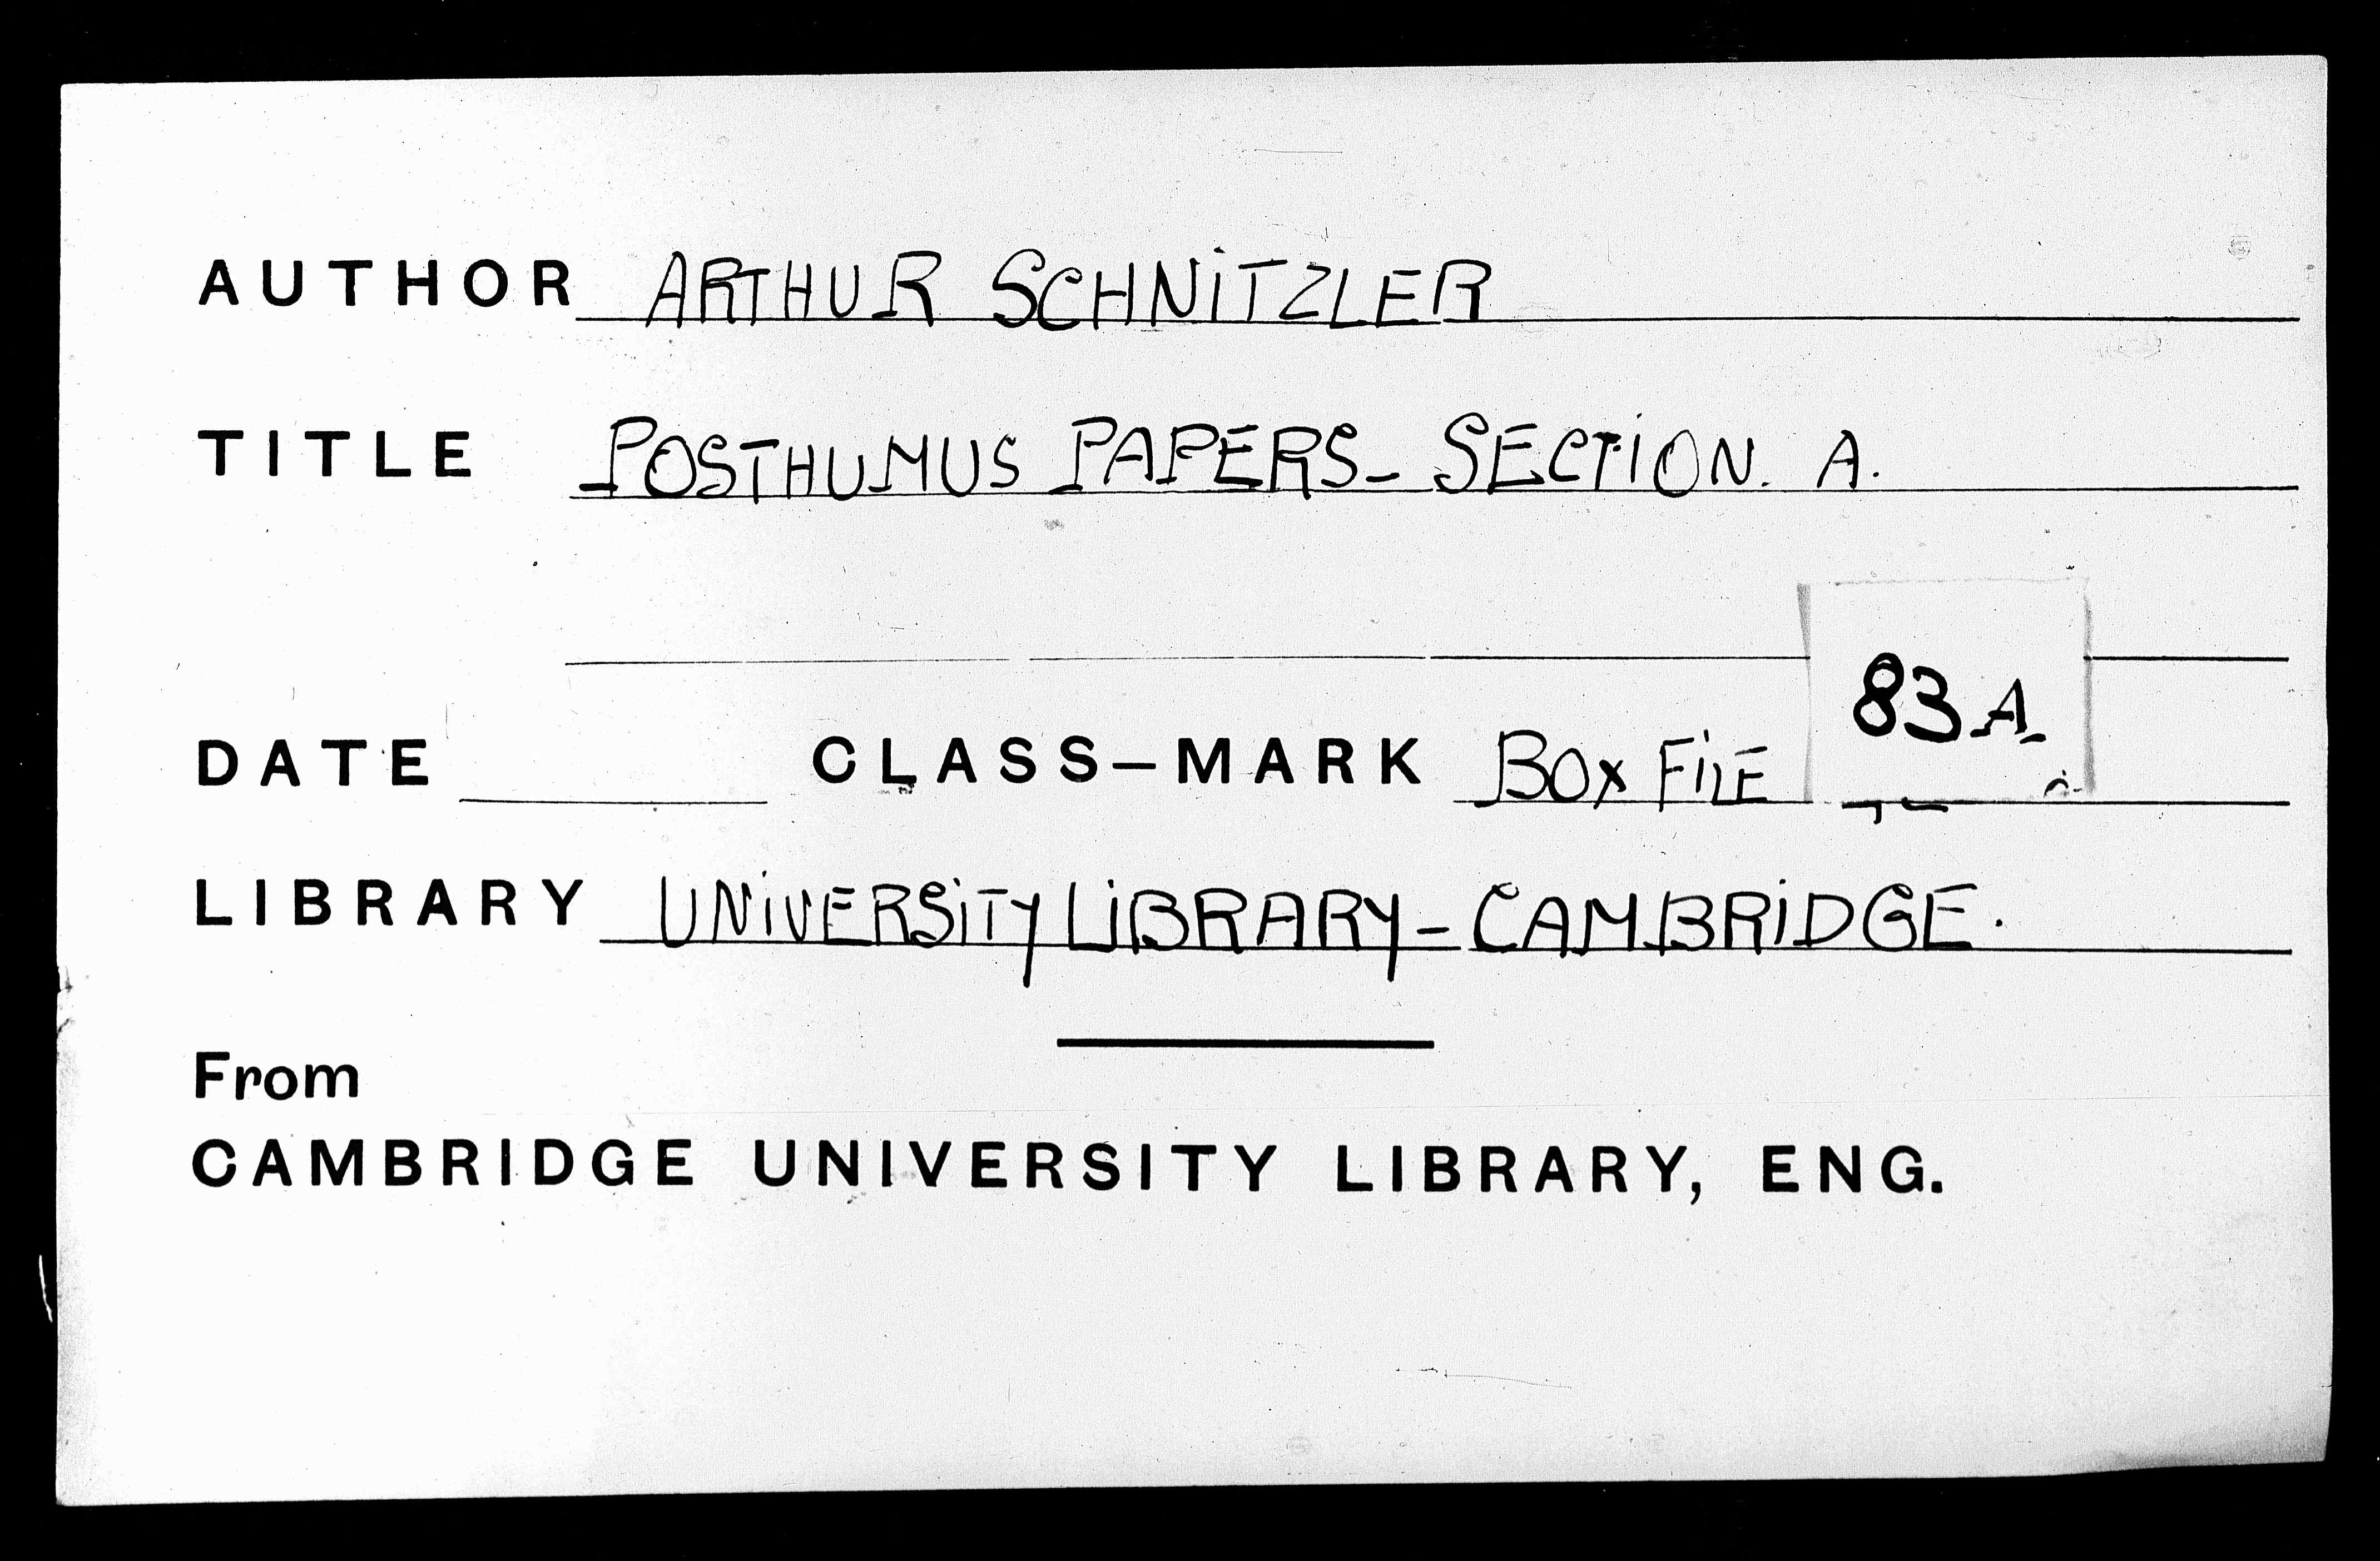 AUTHOR ARTHUR SCHNITZLER
TITLE POSTHUMUS PAPERS - SECTION. A.
DATE CLASS-MARK BOX FILE 83A.
LIBRARY UNIVERSITY LIBRARY - CAMBRIDGE.
From
CAMBRIDGE UNIVERSITY LIBRARY, ENG.